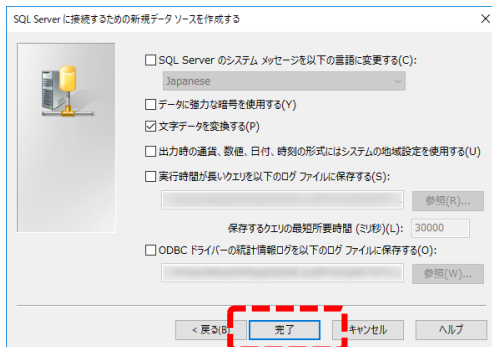 SQL Server に接続するための新規データ ソースを作成する
SQL Server のシステム メッセージを以下の言語に変更する(C):
Japanese
データに強力な暗号を使用する(Y)
文字データを変換する(P)
出力時の通貨、数値、日付、時刻の形式にはシステムの地域設定を使用する(U)
実行時間が長いクエリを以下のログ ファイルに保存する(S):
参照(R)...
保存するクエリの最短所要時間 (ミリ秒)(L): 30000
ODBC ドライバーの統計情報ログを以下のログ ファイルに保存する(O):
参照(W)...
< 戻る(B) 完了 キャンセル ヘルプ